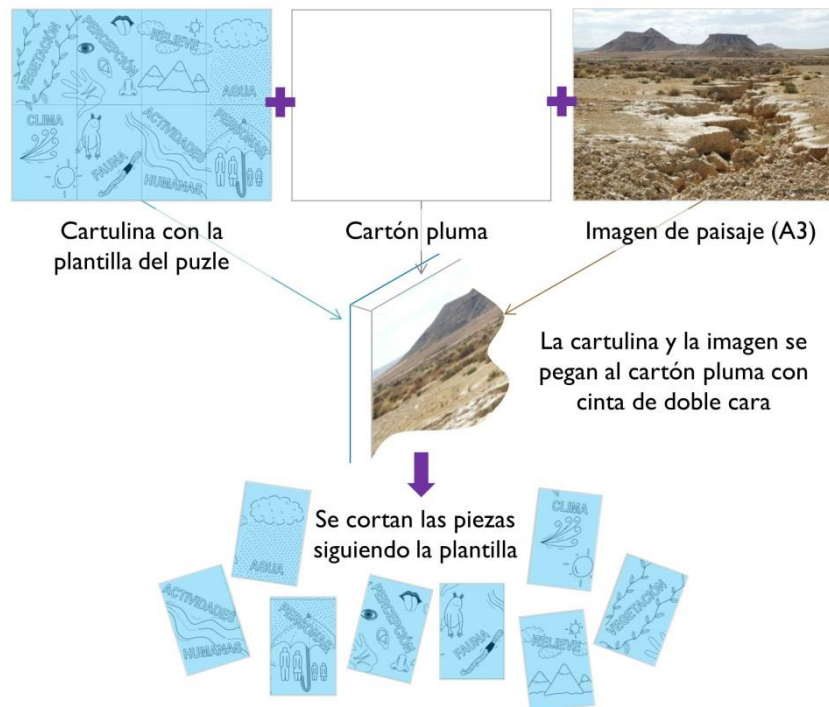 VEGETACIÓN
PERCEPCIÓN
RELIEVE
AGUA
CLIMA
FAUNA
ACTIVIDADES
HUMANAS
PERSONAS
Cartulina con la
plantilla del puzle
Cartón pluma
Imagen de paisaje (A3)
La cartulina y la imagen se
pegan al cartón pluma con
cinta de doble cara
Se cortan las piezas
siguiendo la plantilla
AGUA
CLIMA
ACTIVIDADES
HUMANAS
PERSONAS
PERCEPCIÓN
FAUNA
RELIEVE
VEGETACIÓN